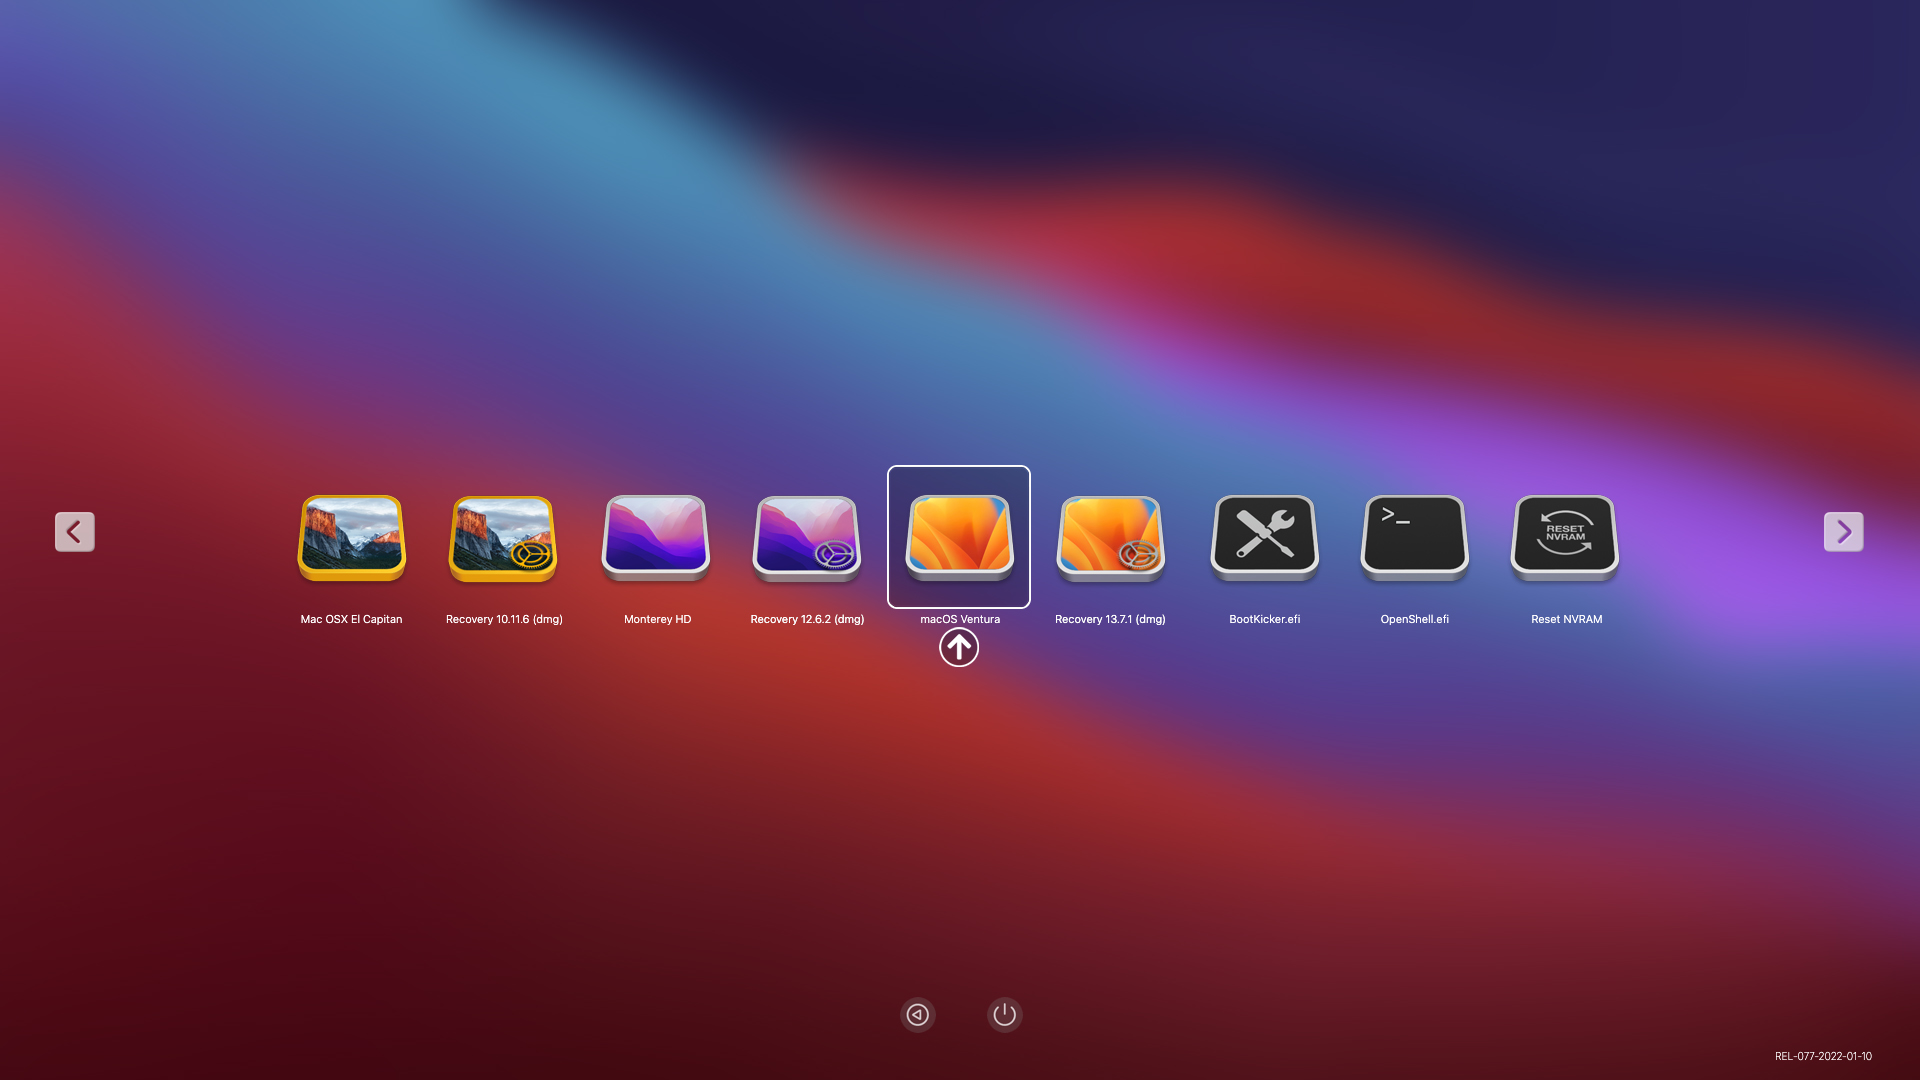 >_
RESET
NVRAM
Mac OSX El Capitan
Recovery 10.11.6 (dmg)
Monterey HD
Recovery 12.6.2 (dmg)
macOS Ventura
Recovery 13.7.1 (dmg)
BootKicker.efi
OpenShell.efi
Reset NVRAM
REL-077-2022-01-10